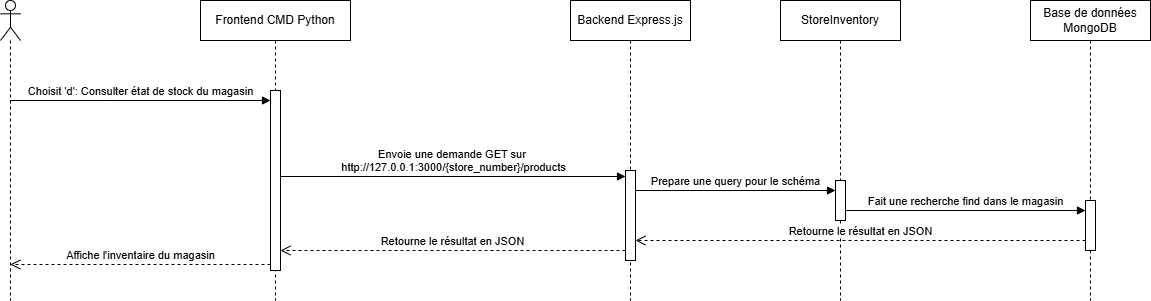 Frontend CMD Python
Backend Express.js
StoreInventory
Base de données
MongoDB
Choisit 'd': Consulter état de stock du magasin
Envoie une demande GET sur
http://127.0.0.1:3000/{store_number}/products
Prepare une query pour le schéma
Fait une recherche find dans le magasin
Retourne le résultat en JSON
Retourne le résultat en JSON
Affiche l'inventaire du magasin